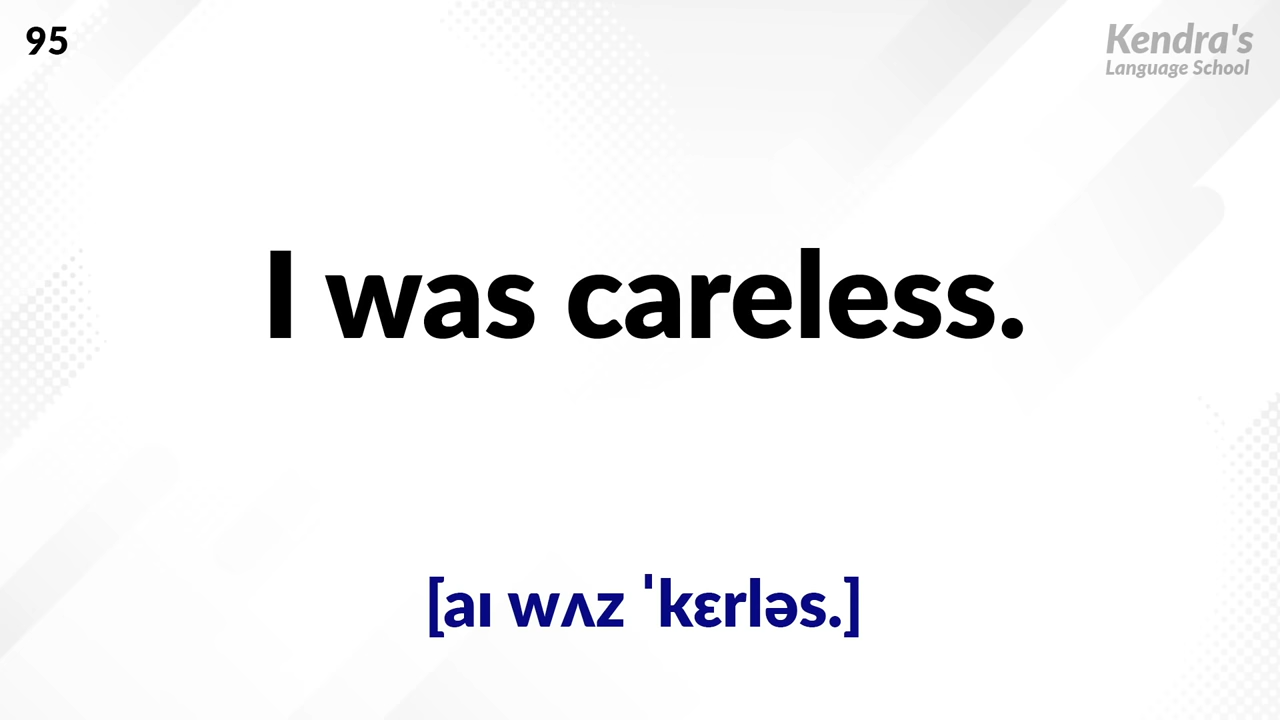 95
Kendra's
Language School
I was careless.
[aɪ wʌz ˈkɛrləs.]